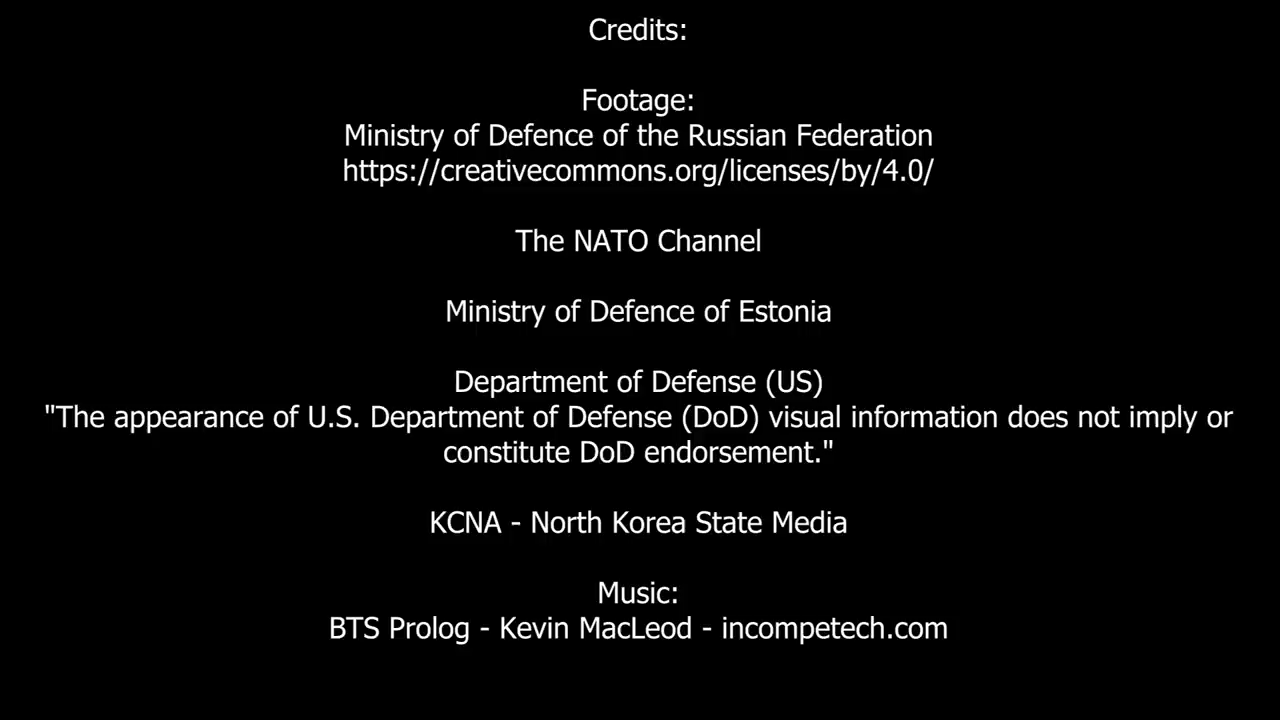 Credits:
Footage:
Ministry of Defence of the Russian Federation
https://creativecommons.org/licenses/by/4.0/
The NATO Channel
Ministry of Defence of Estonia
Department of Defense (US)
"The appearance of U.S. Department of Defense (DoD) visual information does not imply or
constitute DoD endorsement."
KCNA - North Korea State Media
Music:
BTS Prolog - Kevin MacLeod - incompetech.com